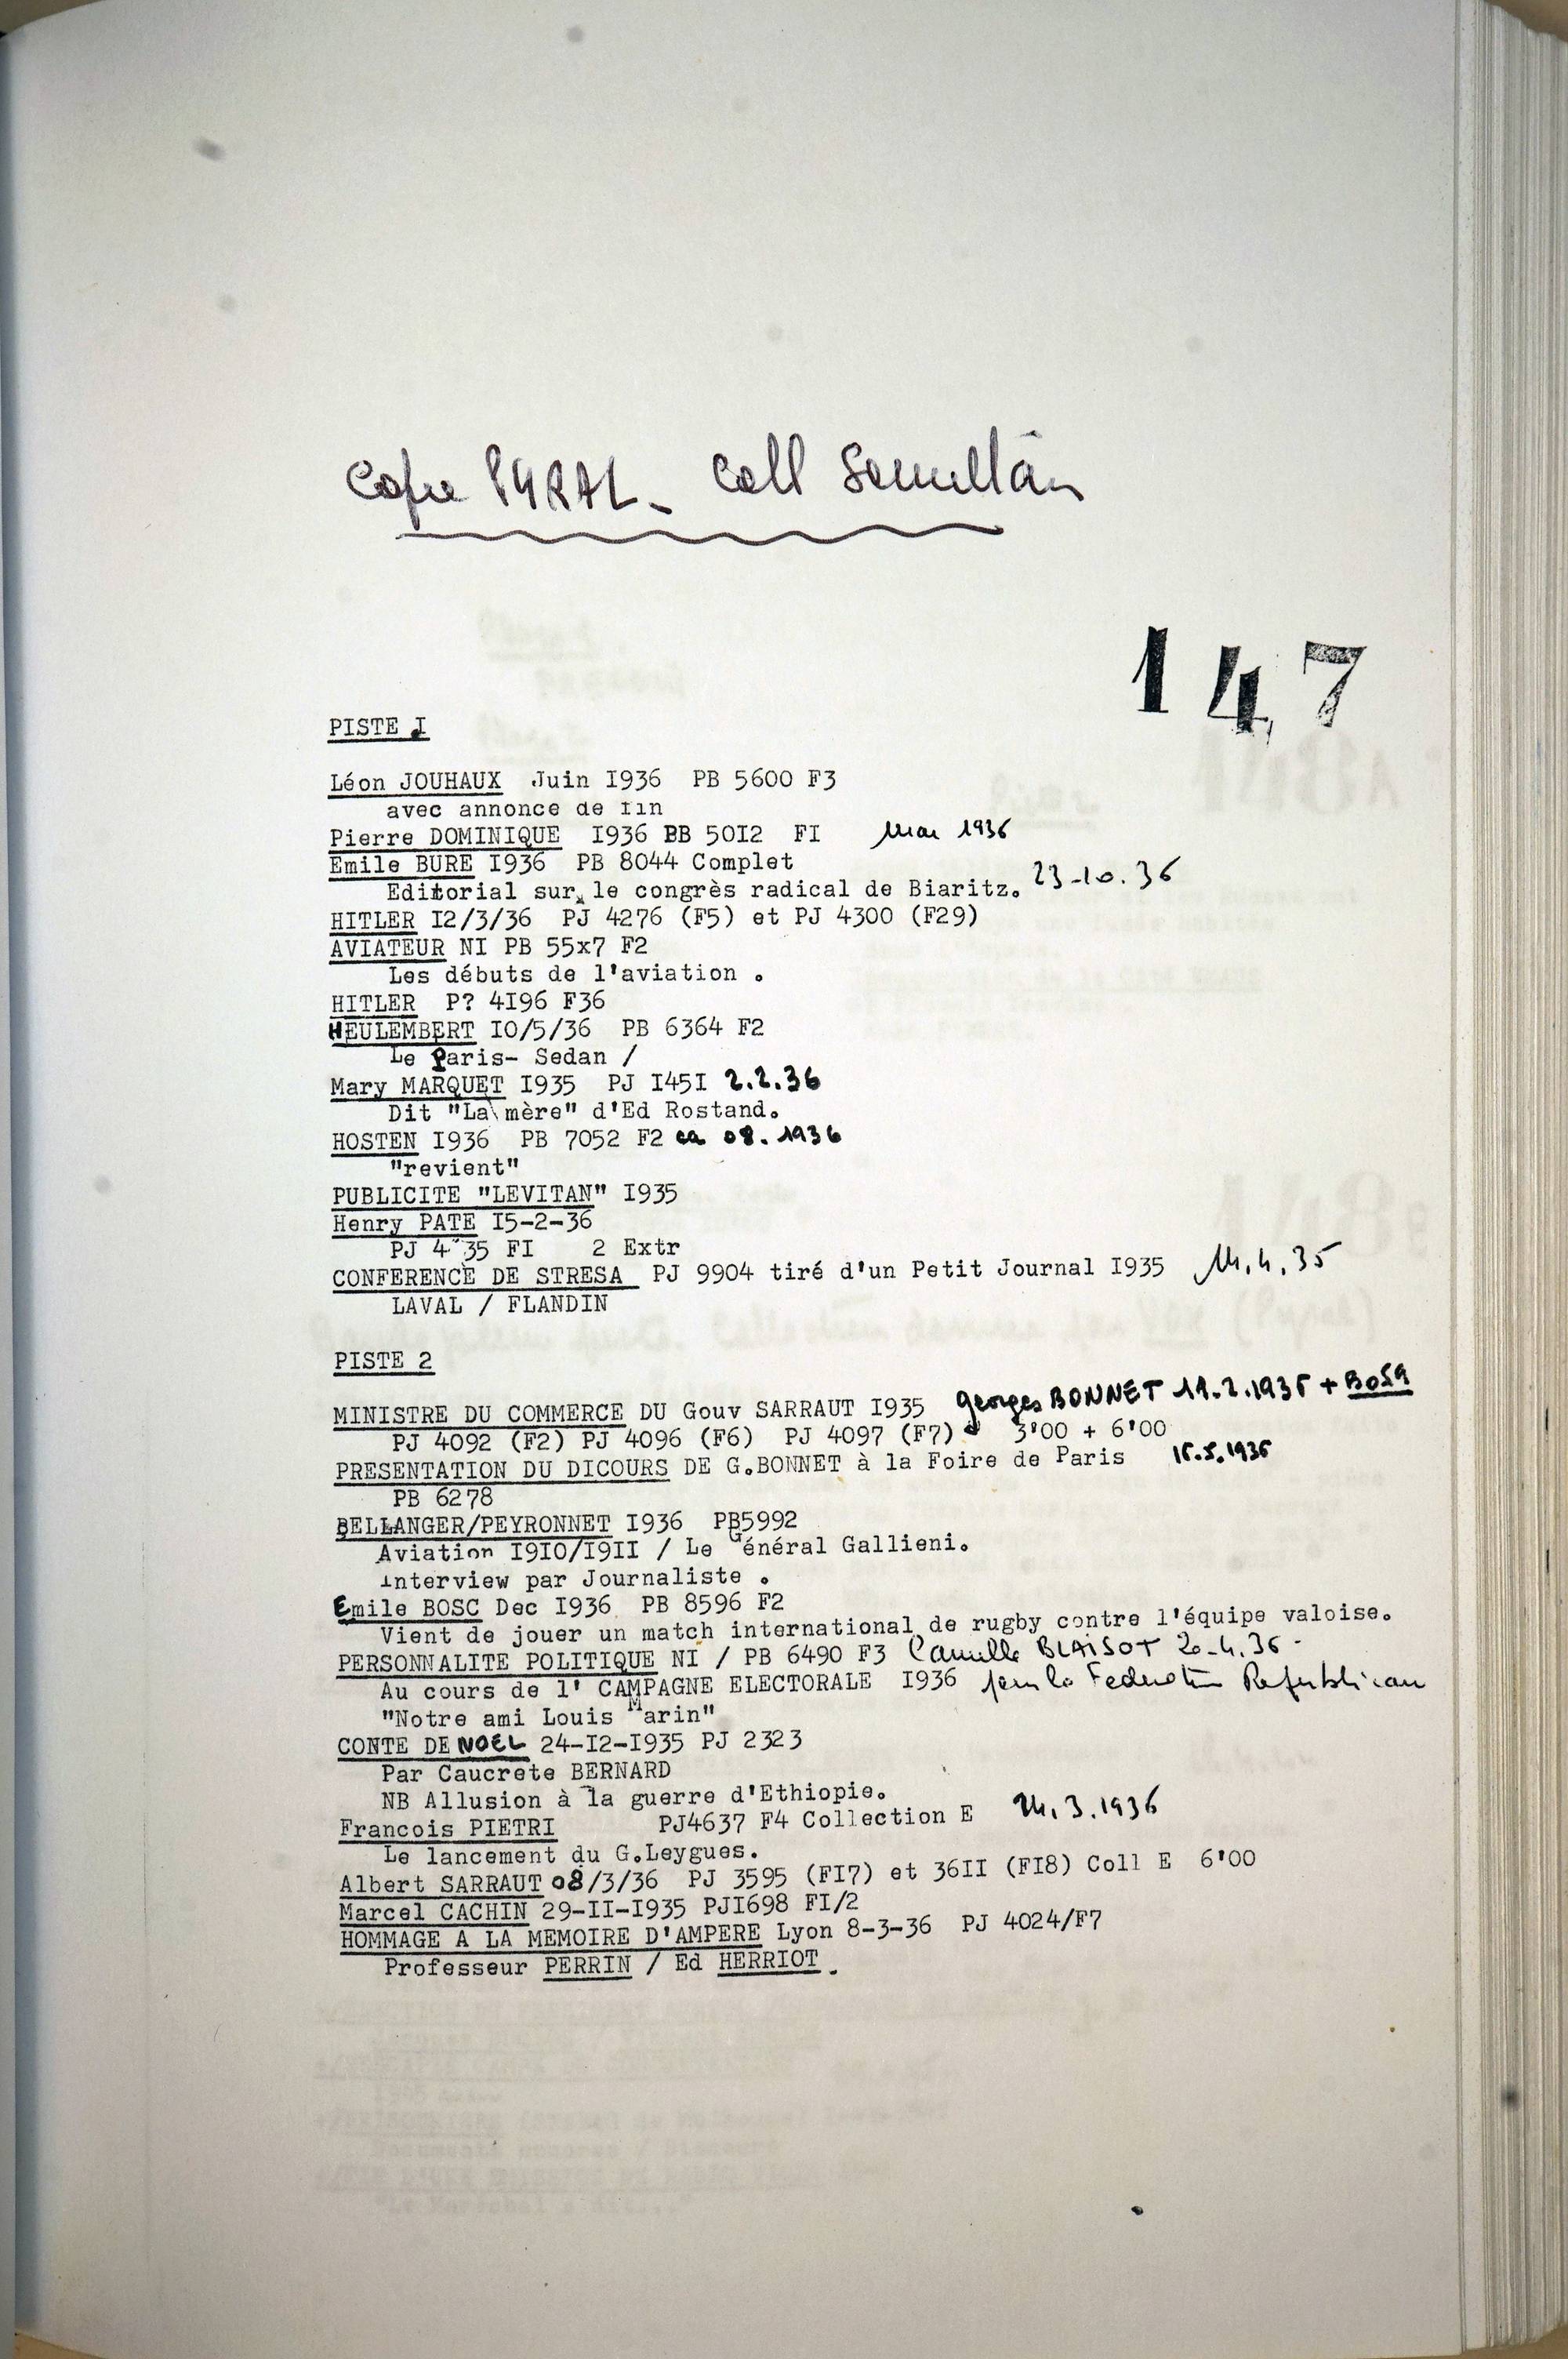 Copie PYRAL_ Coll
147
PISTE I
Léon JOUHAUX Juin I936 PB 5600 F3
avec annonce de fin
Pierre DOMINIQUE I936 PB 50I2 FI mai 1936
Emile BURE I936 PB 8044 Complet
Editorial sur le congrès radical de Biaritz. 23-10.36
HITLER I2/3/36 PJ 4276 (F5) et PJ 4300 (F29)
AVIATEUR NI PB 55x7 F2
Les débuts de l'aviation .
HITLER P? 4I96 F36
HEULEMBERT IO/5/36 PB 6364 F2
Le Paris- Sedan /
Mary MARQUET I935 PJ I45I 2.2.36
Dit "La mère" d'Ed Rostand.
HOSTEN I936 PB 7052 F2 ca 08.1936
"revient"
PUBLICITE "LEVITAN" I935
Henry PATE I5-2-36
PJ 4 35 FI 2 Extr
CONFERENCE DE STRESA PJ 9904 tiré d'un Petit Journal I935 14.4.35
LAVAL / FLANDIN
PISTE 2
MINISTRE DU COMMERCE DU Gouv SARRAUT I935 Georges BONNET 11.2.1936 +
PJ 4092 (F2) PJ 4096 (F6) PJ 4097 (F7) 3'00 + 6'00
PRESENTATION DU DICOURS DE G.BONNET à la Foire de Paris 16.5.1936
PB 6278
BELLANGER/PEYRONNET I936 PB5992
Aviation I9IO/I9II / Le Général Gallieni.
interview par Journaliste .
Emile BOSC Dec I936 PB 8596 F2
Vient de jouer un match international de rugby contre l'équipe valoise.
PERSONNALITE POLITIQUE NI / PB 6490 F3 Camille BLAISOT 20-4.36-
Au cours de l' CAMPAGNE ELECTORALE I936 pour la Federation Republicain
"Notre ami Louis Marin"
CONTE DE NOEL 24-I2-I935 PJ 2323
Par Caucrete BERNARD
NB Allusion à la guerre d'Ethiopie.
Francois PIETRI PJ4637 F4 Collection E 24.3.1936
Le lancement du G.Leygues.
Albert SARRAUT 08/3/36 PJ 3595 (FI7) et 36II (FI8) Coll E 6'00
Marcel CACHIN 29-II-I935 PJI698 FI/2
HOMMAGE A LA MEMOIRE D'AMPERE Lyon 8-3-36 PJ 4024/F7
Professeur PERRIN / Ed HERRIOT .